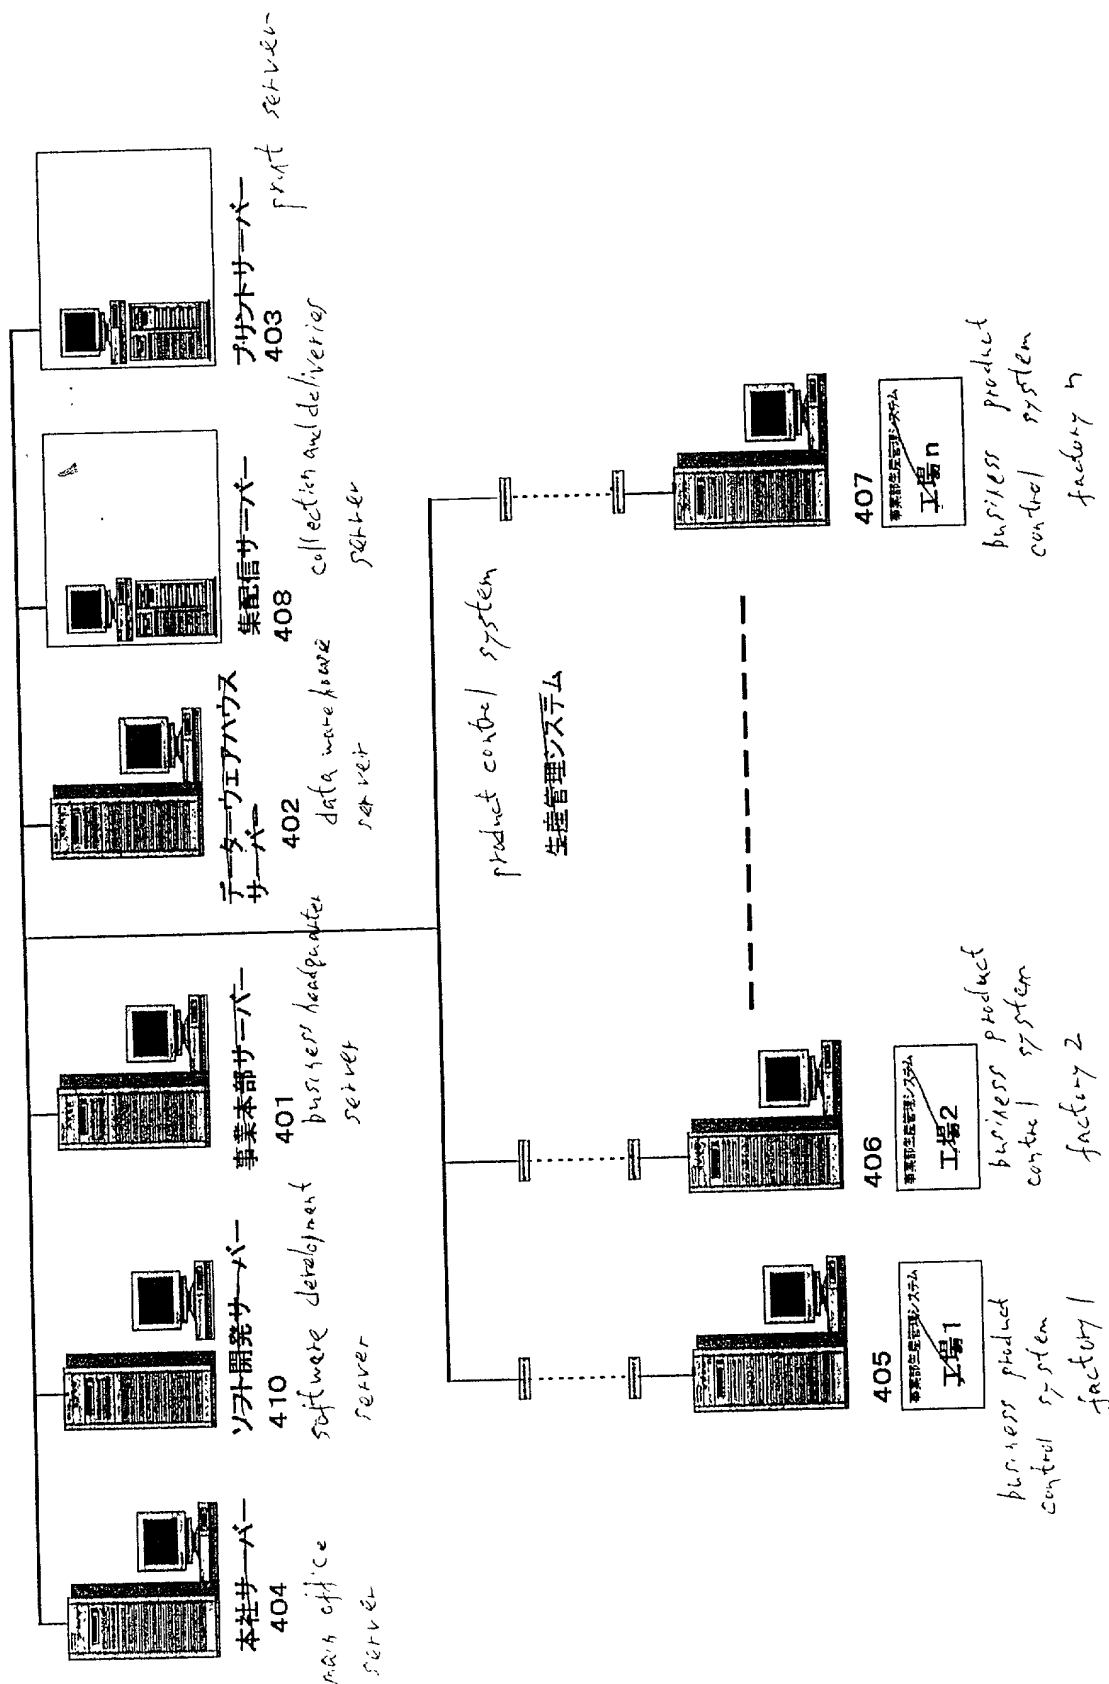 本社サーバー
404
main office
server
ソフト開発サーバー
410
software development
server
事業本部サーバー
401
business headquarter
server
データーウェアハウス
サーバー
402
data warehouse
server
集配信サーバー
408
collection and deliveries
server
プリントサーバー
403
print server
product control system
生産管理システム
405
事業部生産管理システム
工場1
business product
control system
factory 1
406
事業部生産管理システム
工場2
business product
control system
factory 2
407
事業部生産管理システム
工場n
business product
control system
factory n